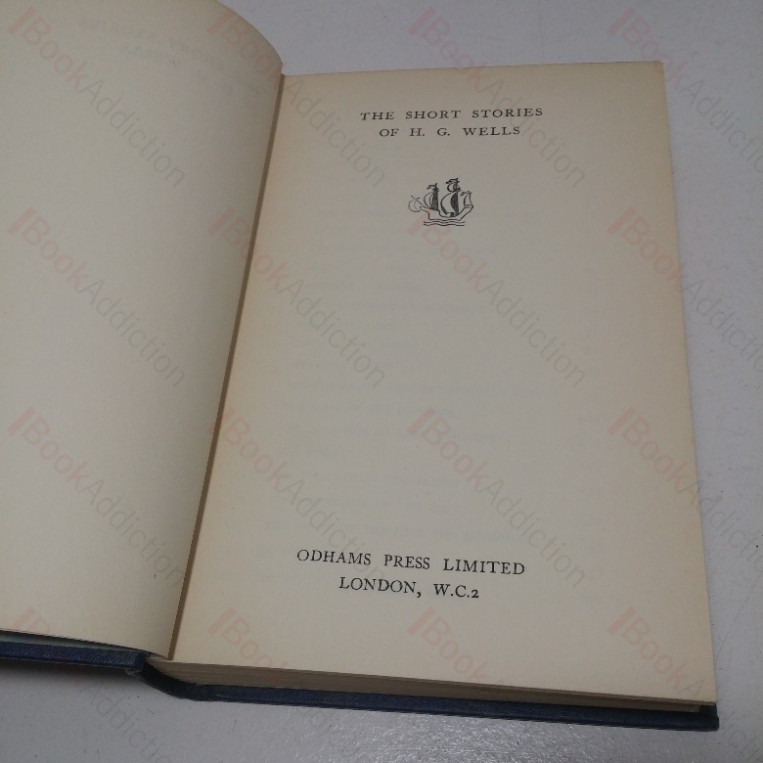 THE SHORT STORIES
OF H. G. WELLS
ODHAMS PRESS LIMITED
LONDON, W.C.2
BookAddiction